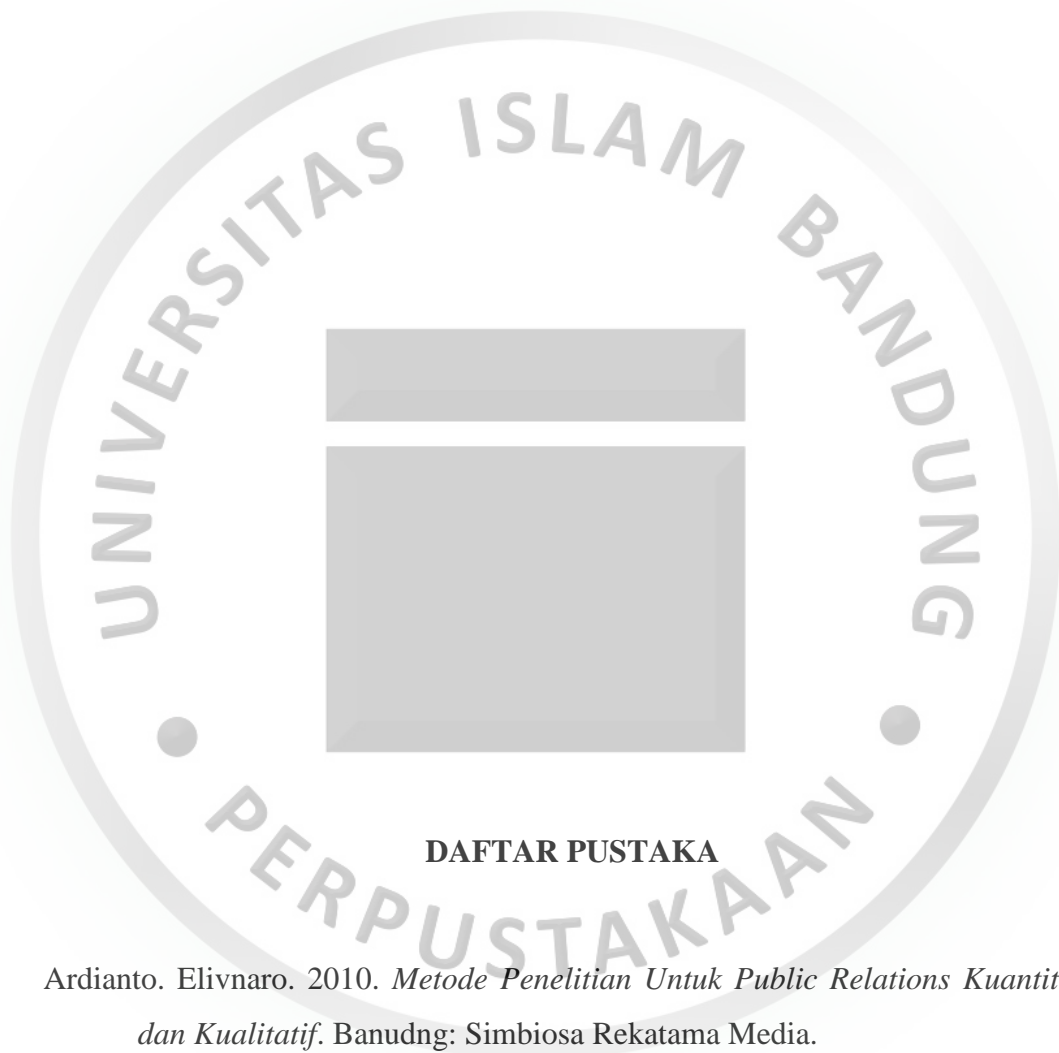 UNIVERSITAS ISLAM BANDUNG
PERPUSTAKAAN
DAFTAR PUSTAKA
Ardianto. Elivnaro. 2010. Metode Penelitian Untuk Public Relations Kuantit
dan Kualitatif. Banudng: Simbiosa Rekatama Media.